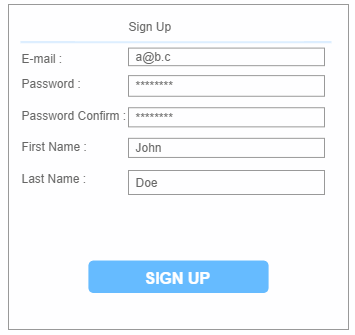 Sign Up
E-mail : a@b.c
Password : ********
Password Confirm : ********
First Name : John
Last Name : Doe
SIGN UP